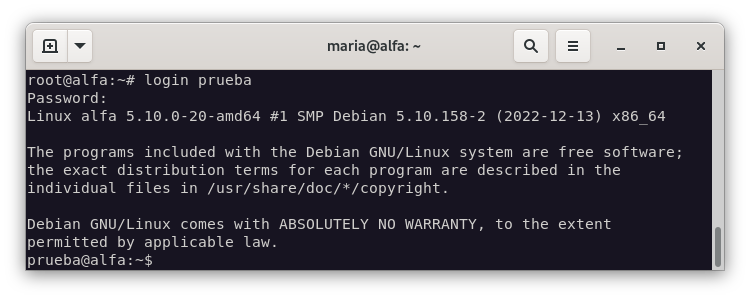 maria@alfa: ~
root@alfa:~# login prueba
Password:
Linux alfa 5.10.0-20-amd64 #1 SMP Debian 5.10.158-2 (2022-12-13) x86_64
The programs included with the Debian GNU/Linux system are free software;
the exact distribution terms for each program are described in the
individual files in /usr/share/doc/*/copyright.
Debian GNU/Linux comes with ABSOLUTELY NO WARRANTY, to the extent
permitted by applicable law.
prueba@alfa:~$